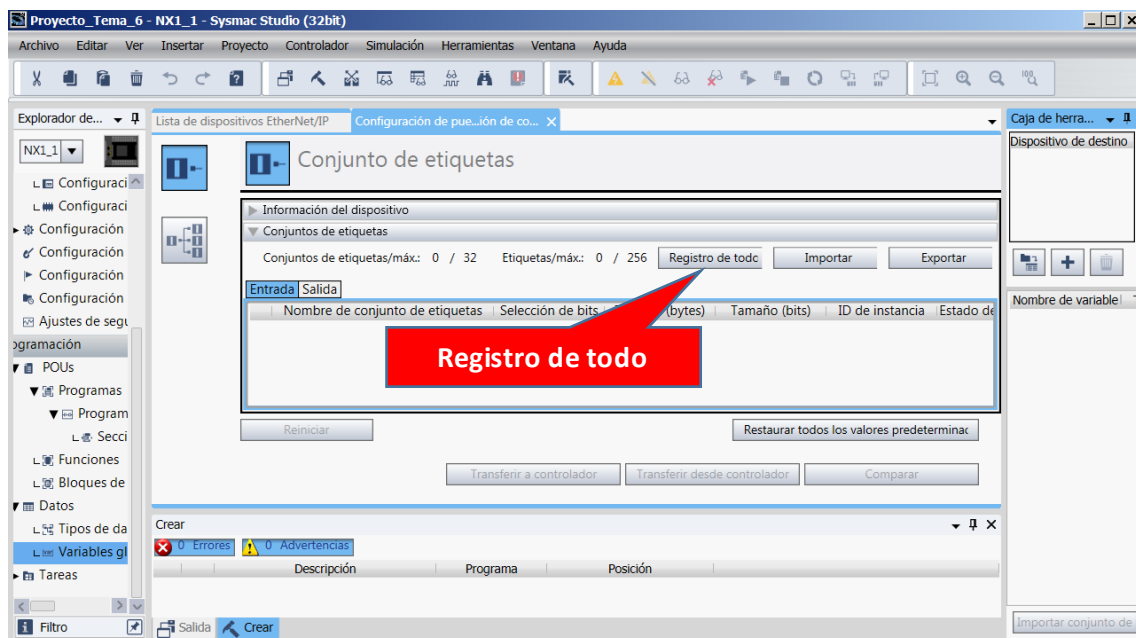 Proyecto_Tema_6 - NX1_1 - Sysmac Studio (32bit)
Archivo Editar Ver Insertar Proyecto Controlador Simulación Herramientas Ventana Ayuda
Explorador de...
Lista de dispositivos EtherNet/IP
Configuración de pue...ión de co...
Caja de herra...
NX1_1
Configuraci
Configuraci
Configuración
Configuración
Configuración
Configuración
Ajustes de segu
ogramación
POUs
Programas
Program
Secci
Funciones
Bloques de
Datos
Tipos de da
Variables gl
Tareas
Filtro
Conjunto de etiquetas
Información del dispositivo
Conjuntos de etiquetas
Conjuntos de etiquetas/máx.: 0 / 32 Etiquetas/máx.: 0 / 256 Registro de todo Importar Exportar
Entrada Salida
Nombre de conjunto de etiquetas Selección de bits (bytes) Tamaño (bits) ID de instancia Estado de
Registro de todo
Reiniciar Restaurar todos los valores predeterminac
Transferir a controlador Transferir desde controlador Comparar
Crear
0 Errores 0 Advertencias
Descripción Programa Posición
Salida Crear
Dispositivo de destino
Nombre de variable
Importar conjunto de